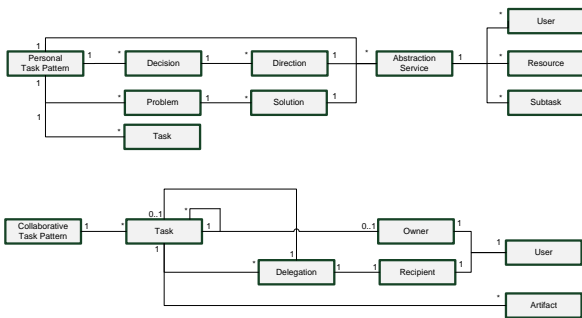 *
User
1
*
Personal
Task Pattern
1
*
Decision
1
*
Direction
1
*
Abstraction
Service
1
*
Resource
1
*
Problem
1
*
Solution
1
*
Subtask
1
*
Task
*
0..1
Collaborative
Task Pattern
1
*
Task
1
0..1
Owner
1
1
1
1
User
*
Delegation
1
1
Recipient
1
*
Artifact